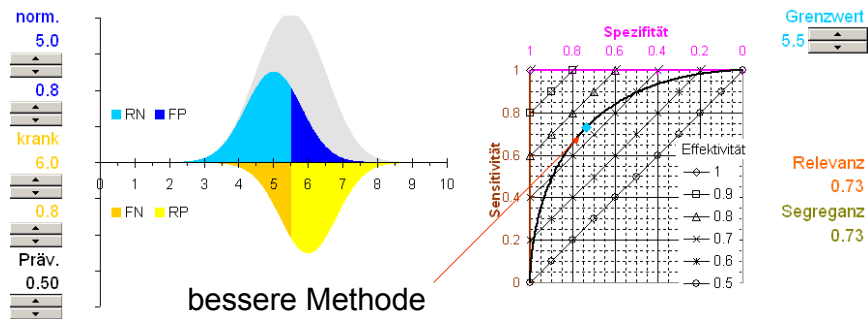 norm.
5.0
0.8
krank
6.0
0.8
Präv.
0.50
RN FP
0 1 2 3 4 5 6 7 8 9 10
FN RP
bessere Methode
Spezifität
1 0.8 0.6 0.4 0.2 0
Sensitivität
1
0.8
0.6
0.4
0.2
0
Effektivität
1
0.9
0.8
0.7
0.6
0.5
Grenzwert
5.5
Relevanz
0.73
Segreganz
0.73